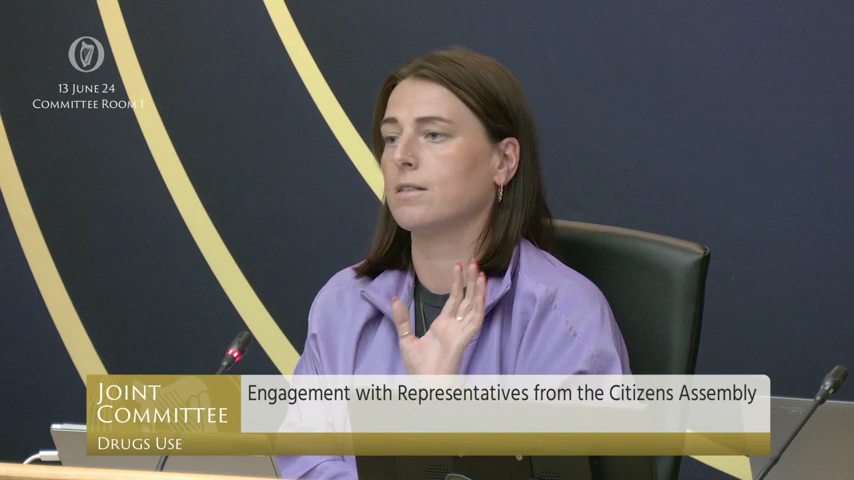 13 June 24
Committee Room 1
Joint
Committee
Engagement with Representatives from the Citizens Assembly
Drugs Use